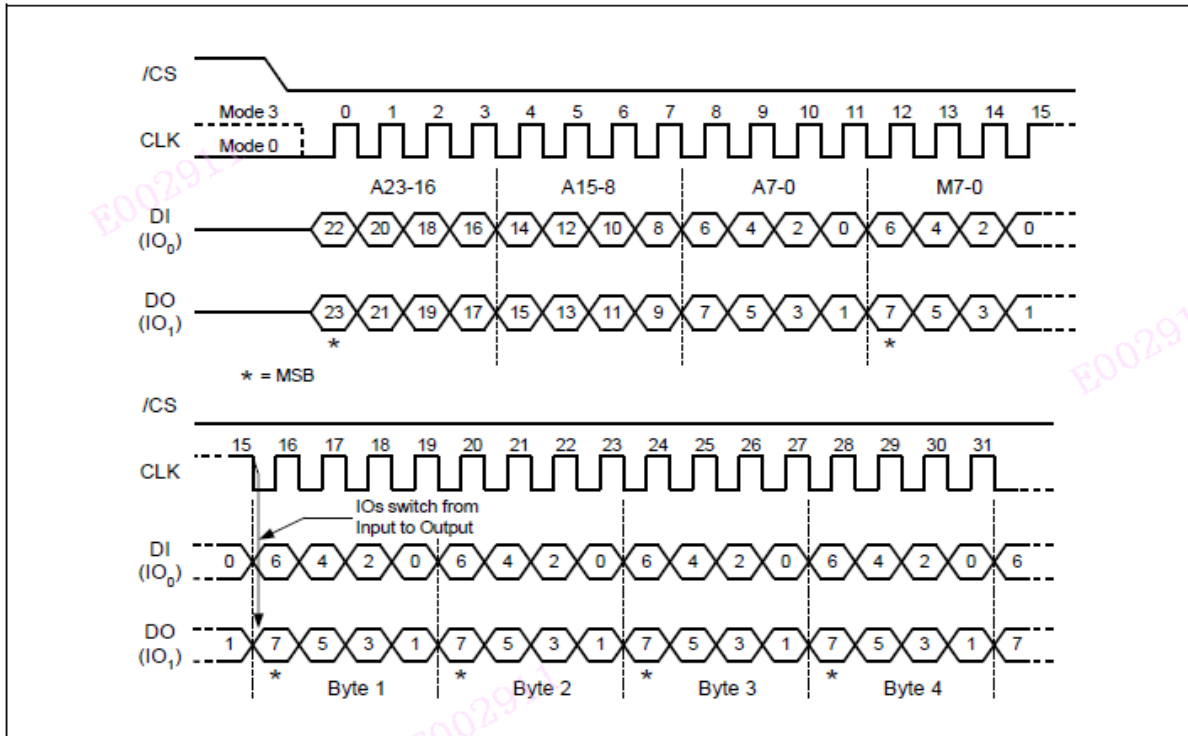 /CS
Mode 3 0 1 2 3 4 5 6 7 8 9 10 11 12 13 14 15
CLK
Mode 0
A23-16 A15-8 A7-0 M7-0
DI
(IO0)
22 20 18 16 14 12 10 8 6 4 2 0 6 4 2 0
DO
(IO1)
23 21 19 17 15 13 11 9 7 5 3 1 7 5 3 1
* *
* = MSB
/CS
15 16 17 18 19 20 21 22 23 24 25 26 27 28 29 30 31
CLK
IOs switch from
Input to Output
DI
(IO0)
0 6 4 2 0 6 4 2 0 6 4 2 0 6 4 2 0 6
DO
(IO1)
1 7 5 3 1 7 5 3 1 7 5 3 1 7 5 3 1 7
* Byte 1 * Byte 2 * Byte 3 * Byte 4
E002911
E002911
E002911